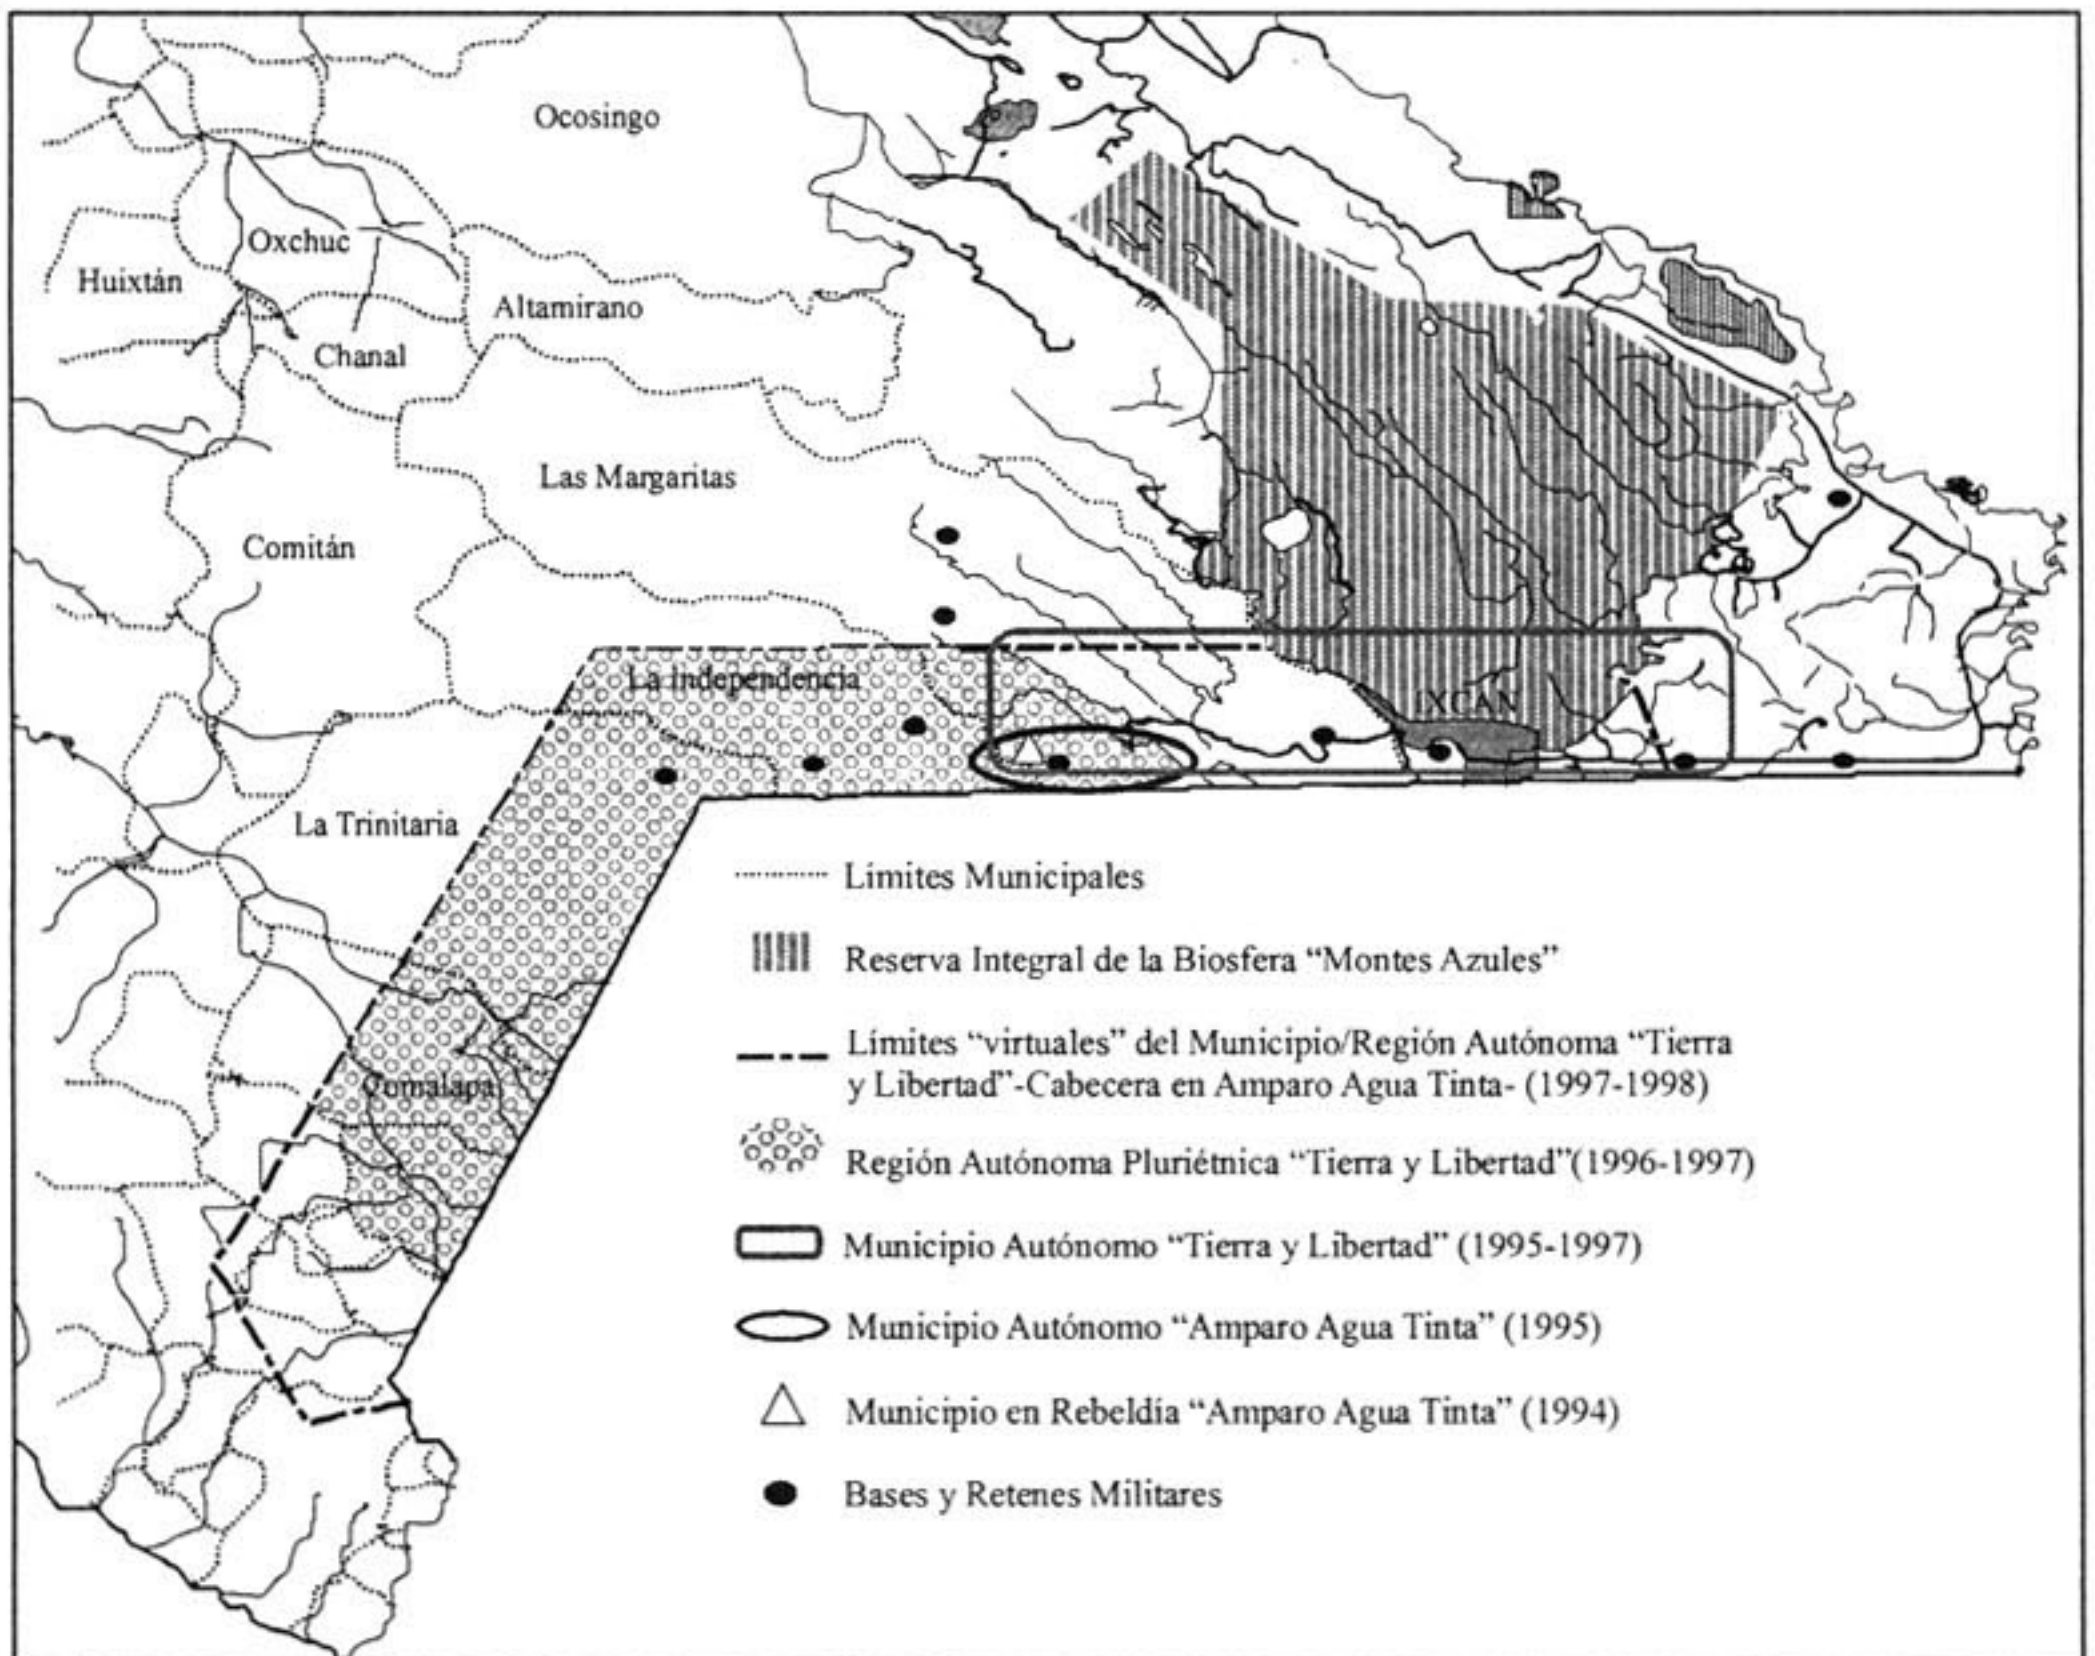 Ocosingo
Oxchuc
Huixtán
Altamirano
Chanal
Las Margaritas
Comitán
La Independencia
IXCAN
La Trinitaria
Comalapa
Límites Municipales
Reserva Integral de la Biosfera “Montes Azules”
Límites “virtuales” del Municipio/Región Autónoma “Tierra
y Libertad”-Cabecera en Amparo Agua Tinta- (1997-1998)
Región Autónoma Pluriétnica “Tierra y Libertad”(1996-1997)
Municipio Autónomo “Tierra y Libertad” (1995-1997)
Municipio Autónomo “Amparo Agua Tinta” (1995)
Municipio en Rebeldía “Amparo Agua Tinta” (1994)
Bases y Retenes Militares